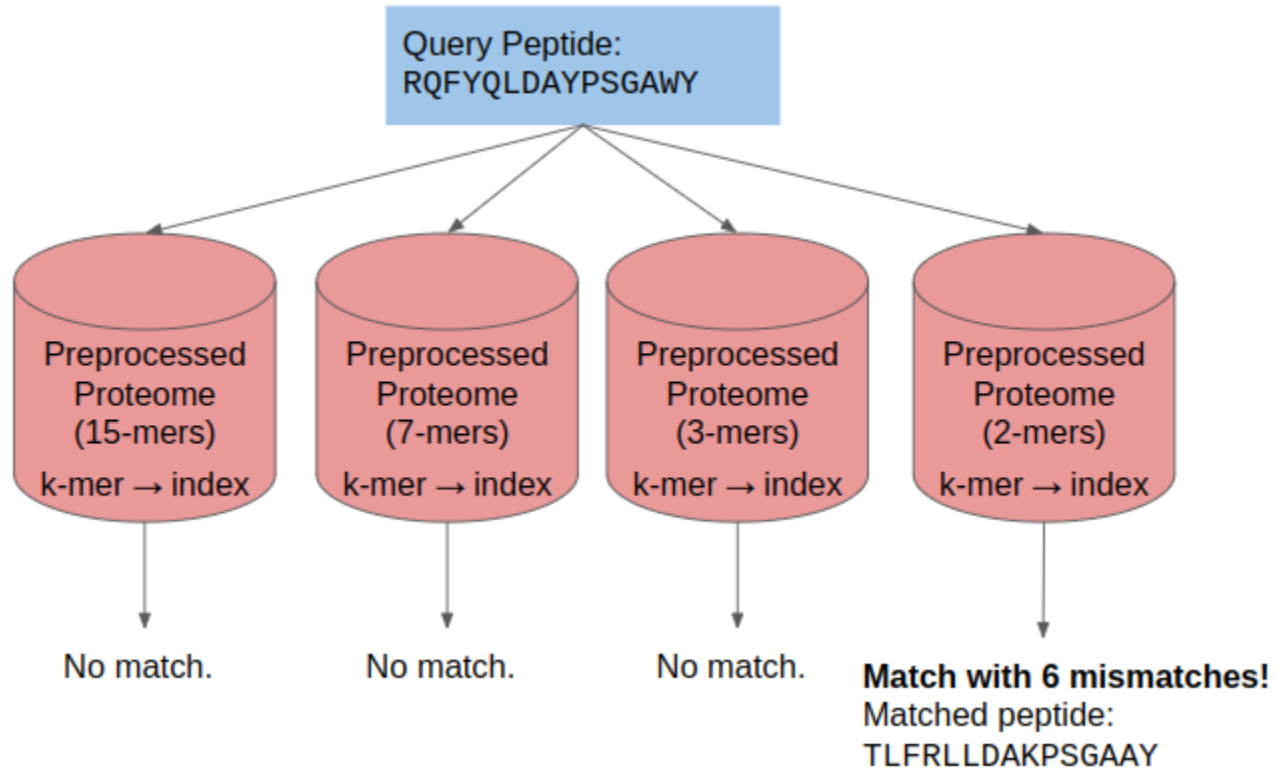 Query Peptide:
RQFYQLDAYPSGAWY
Preprocessed
Proteome
(15-mers)
k-mer → index
Preprocessed
Proteome
(7-mers)
k-mer → index
Preprocessed
Proteome
(3-mers)
k-mer → index
Preprocessed
Proteome
(2-mers)
k-mer → index
No match.
No match.
No match.
Match with 6 mismatches!
Matched peptide:
TLFRLLDAKPSGAAY